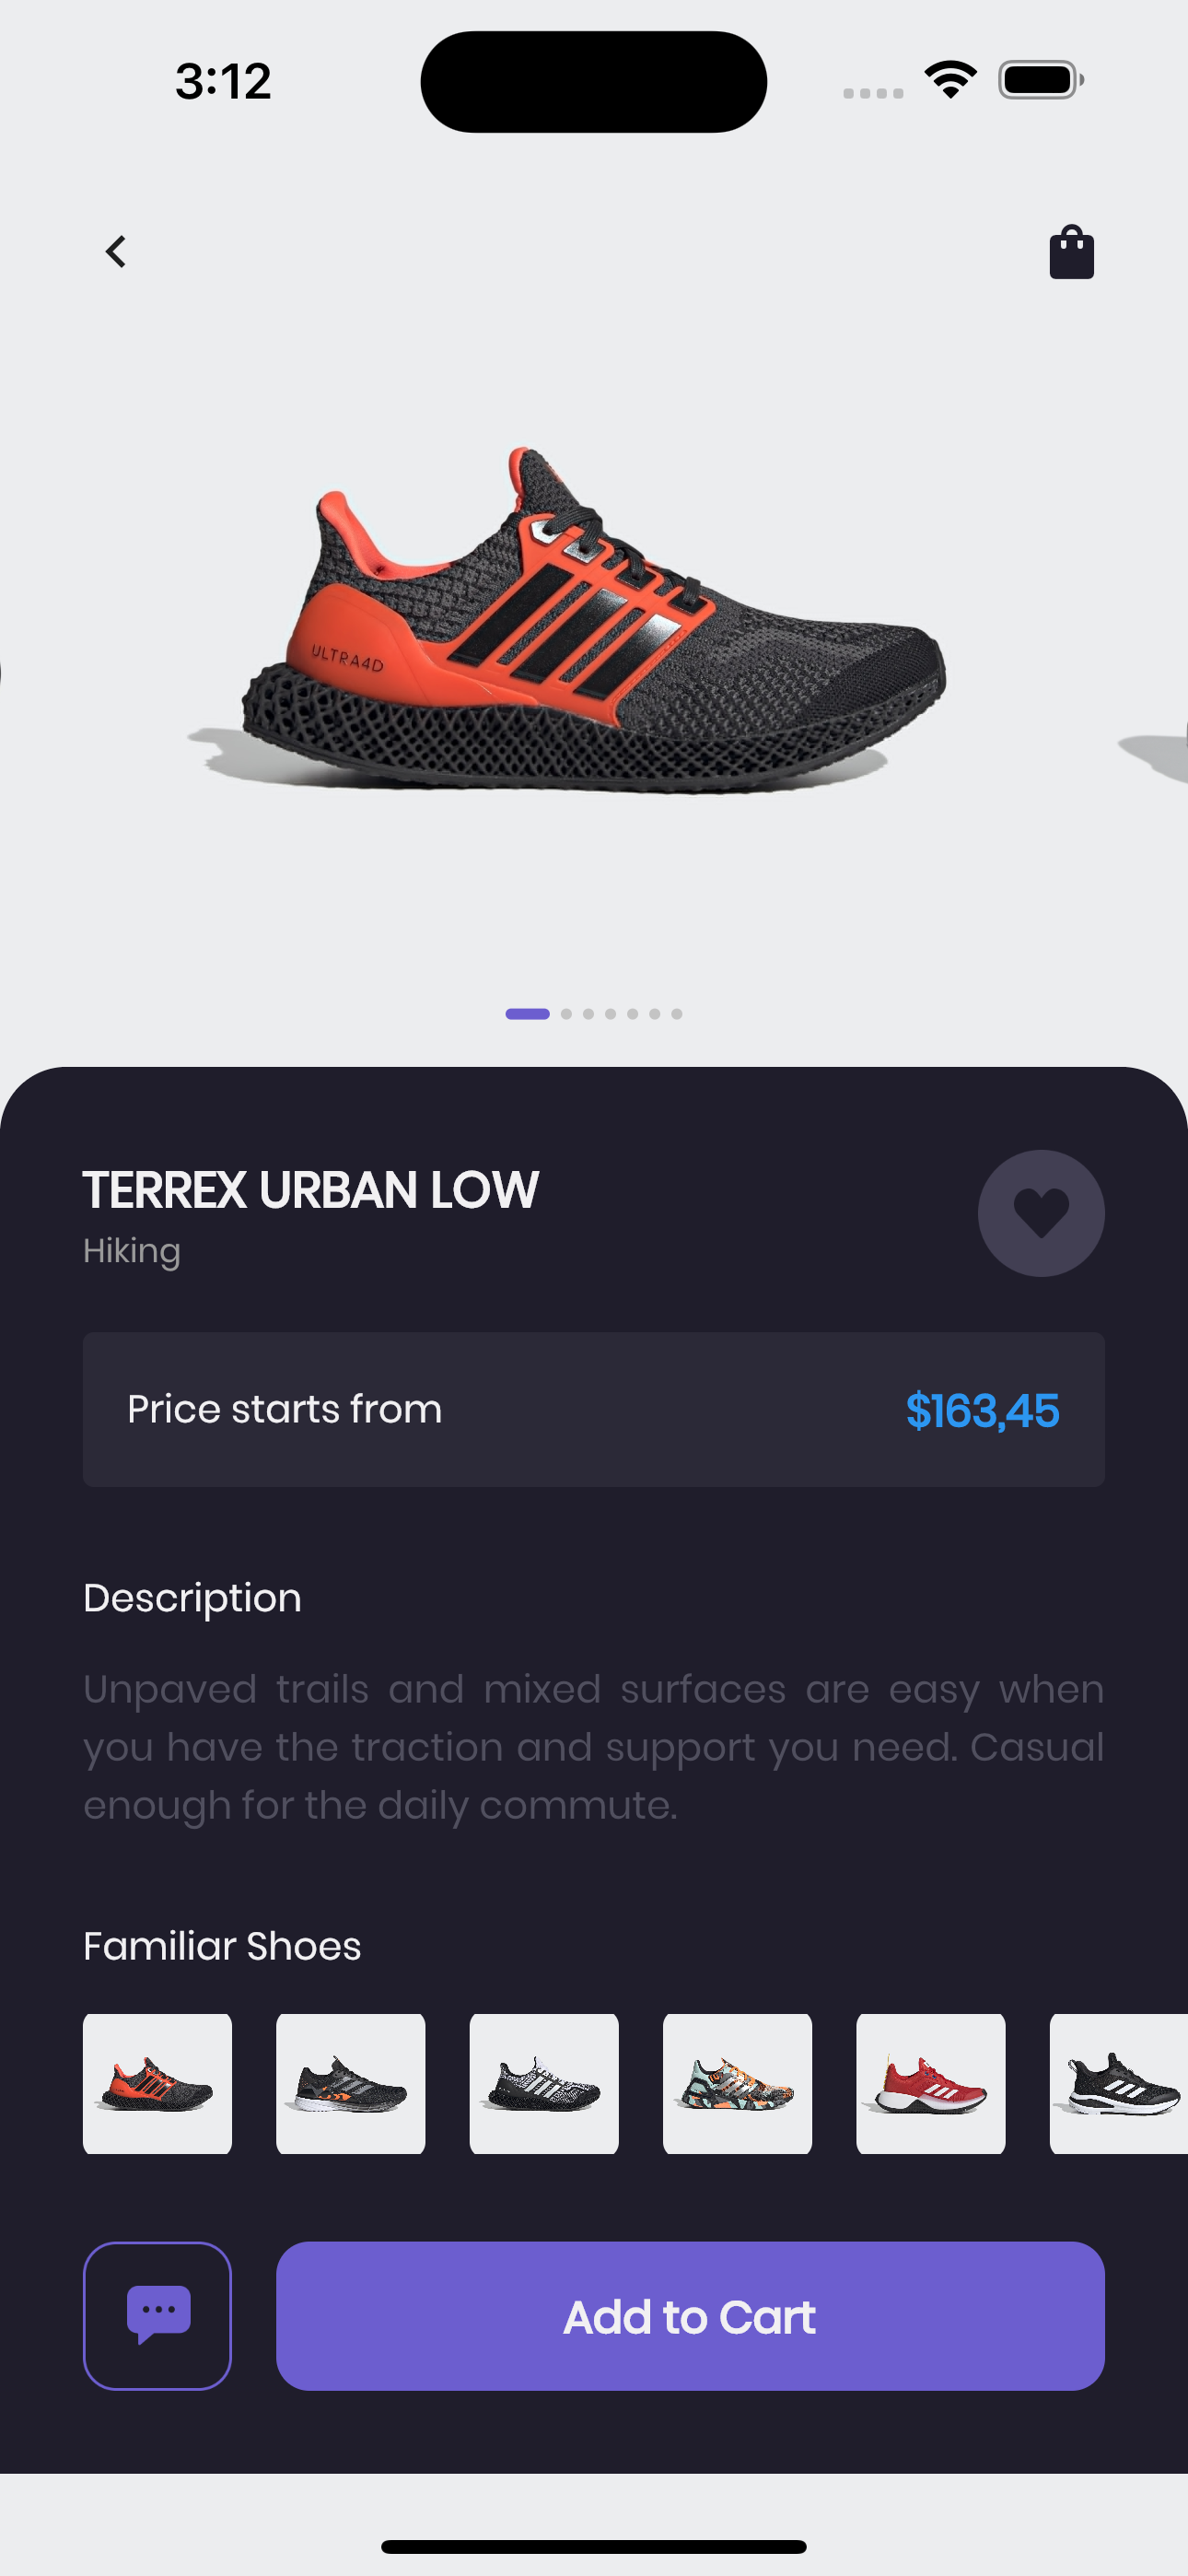 3:12
ULTRA4D
TERREX URBAN LOW
Hiking
Price starts from
$163,45
Description
Unpaved trails and mixed surfaces are easy when
you have the traction and support you need. Casual
enough for the daily commute.
Familiar Shoes
Add to Cart